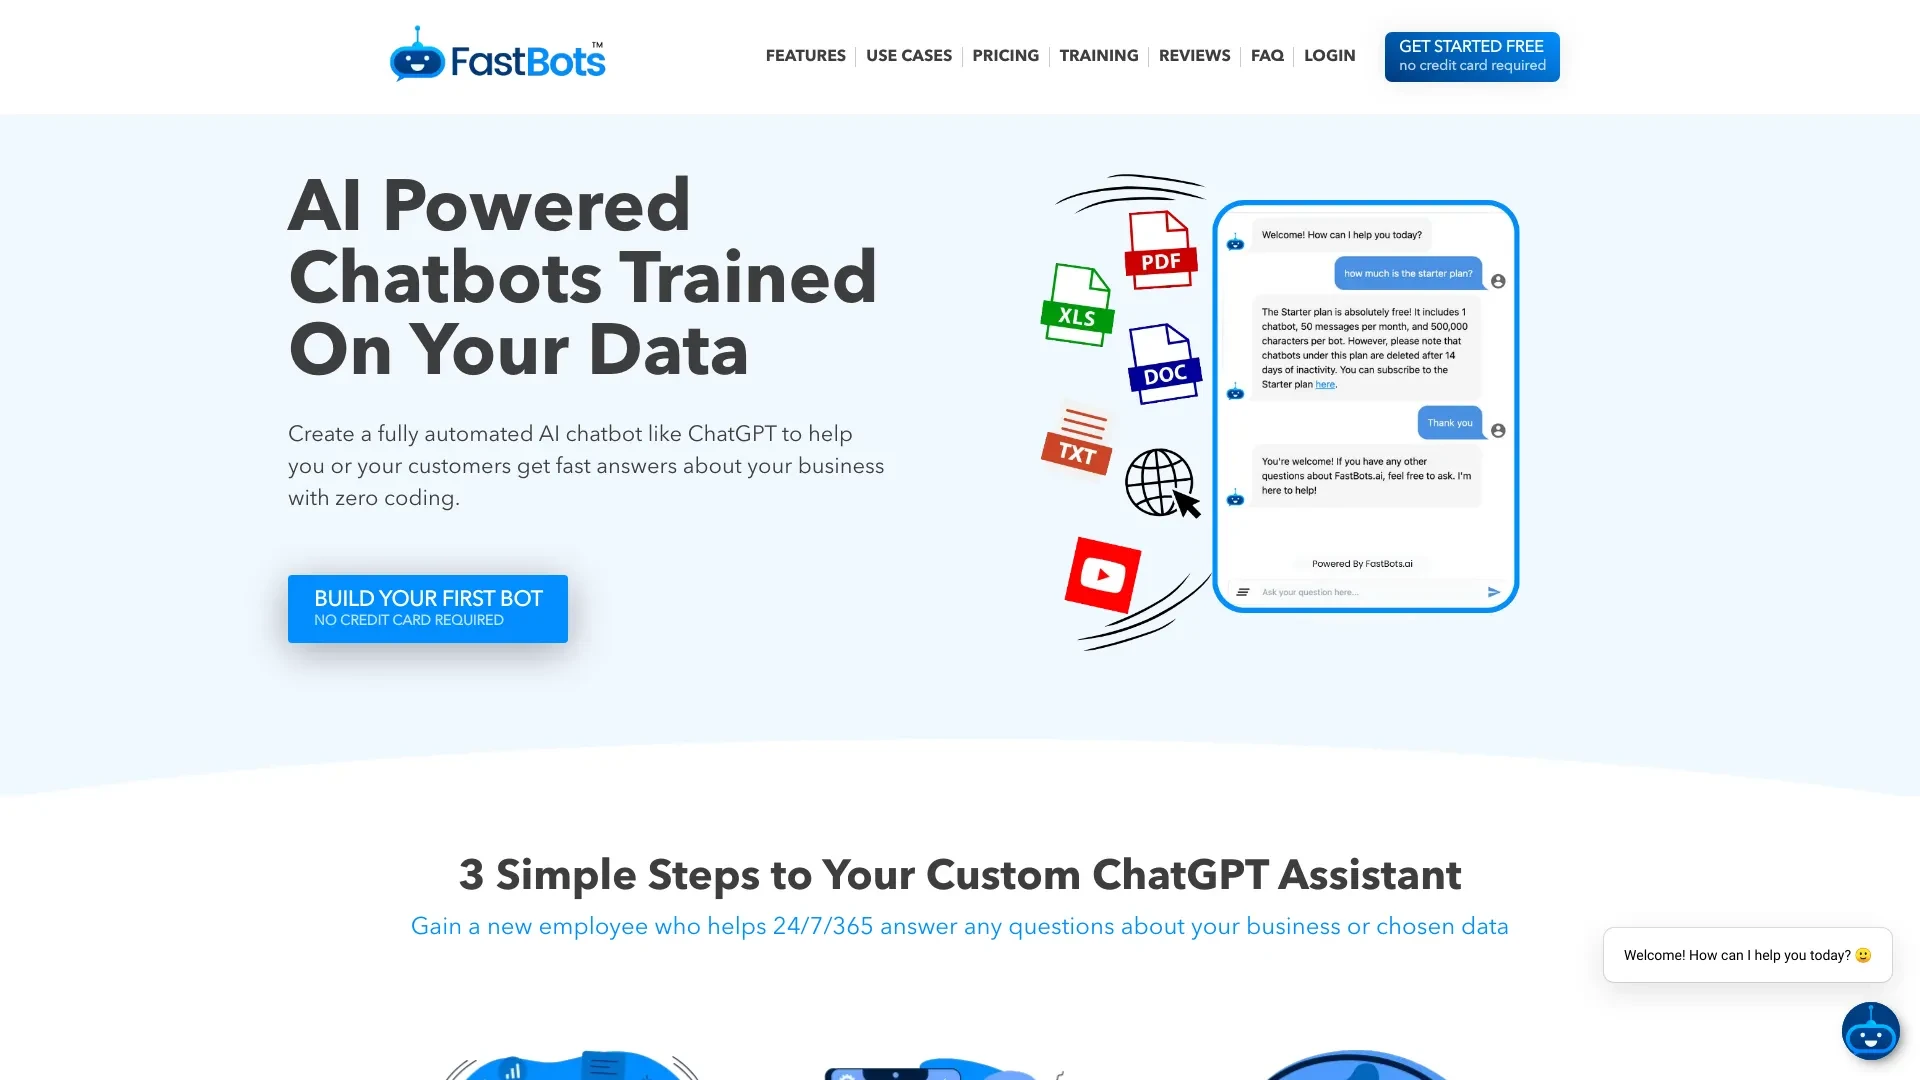 FastBots™
FEATURES
USE CASES
PRICING
TRAINING
REVIEWS
FAQ
LOGIN
GET STARTED FREE
no credit card required
AI Powered
Chatbots Trained
On Your Data
Create a fully automated AI chatbot like ChatGPT to help
you or your customers get fast answers about your business
with zero coding.
BUILD YOUR FIRST BOT
NO CREDIT CARD REQUIRED
PDF
XLS
DOC
TXT
Welcome! How can I help you today?
how much is the starter plan?
The Starter plan is absolutely free! It includes 1
chatbot, 50 messages per month, and 500,000
characters per bot. However, please note that
chatbots under this plan are deleted after 14
days of inactivity. You can subscribe to the
Starter plan here.
Thank you
You're welcome! If you have any other
questions about FastBots.ai, feel free to ask. I'm
here to help!
Powered By FastBots.ai
Ask your question here...
3 Simple Steps to Your Custom ChatGPT Assistant
Gain a new employee who helps 24/7/365 answer any questions about your business or chosen data
Welcome! How can I help you today? 🙂